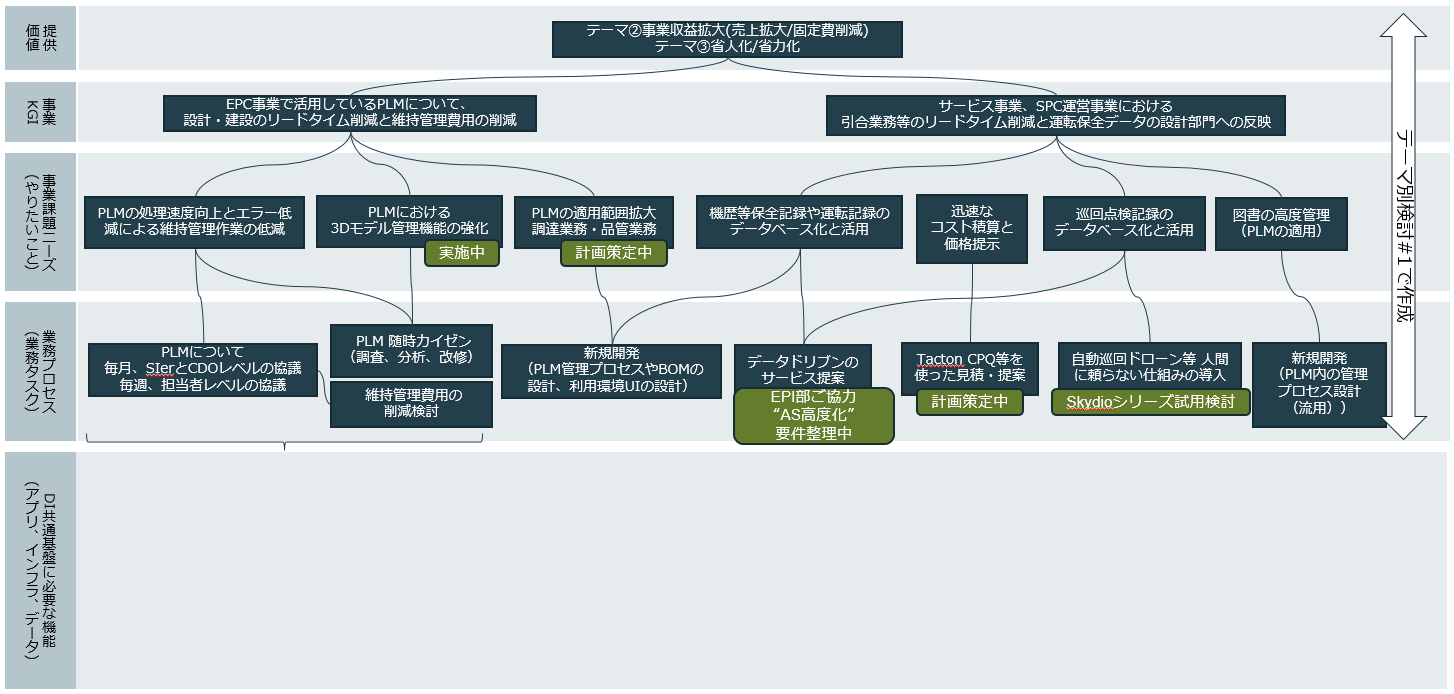 提供
価値
テーマ②事業収益拡大(売上拡大/固定費削減)
テーマ③省人化/省力化
事業
KGI
EPC事業で活用しているPLMについて、
設計・建設のリードタイム削減と維持管理費用の削減
サービス事業、SPC運営事業における
引合業務等のリードタイム削減と運転保全データの設計部門への反映
テーマ別検討#1で作成
事業課題ニーズ
(やりたいこと)
PLMの処理速度向上とエラー低
減による維持管理作業の低減
PLMにおける
3Dモデル管理機能の強化
実施中
PLMの適用範囲拡大
調達業務・品管業務
計画策定中
機歴等保全記録や運転記録の
データベース化と活用
迅速な
コスト積算と
価格提示
巡回点検記録の
データベース化と活用
図書の高度管理
（PLMの適用）
業務プロセス
(業務タスク)
PLMについて
毎月、SIerとCDOレベルの協議
毎週、担当者レベルの協議
PLM 随時カイゼン
（調査、分析、改修）
維持管理費用の
削減検討
新規開発
（PLM管理プロセスやBOMの
設計、利用環境UIの設計）
データドリブンの
サービス提案
EPI部ご協力
“AS高度化”
要件整理中
Tacton CPQ等を
使った見積・提案
計画策定中
自動巡回ドローン等 人間
に頼らない仕組みの導入
Skydioシリーズ試用検討
新規開発
（PLM内の管理
プロセス設計
（流用））
DI共通基盤に必要な機能
(アプリ、インフラ、データ)